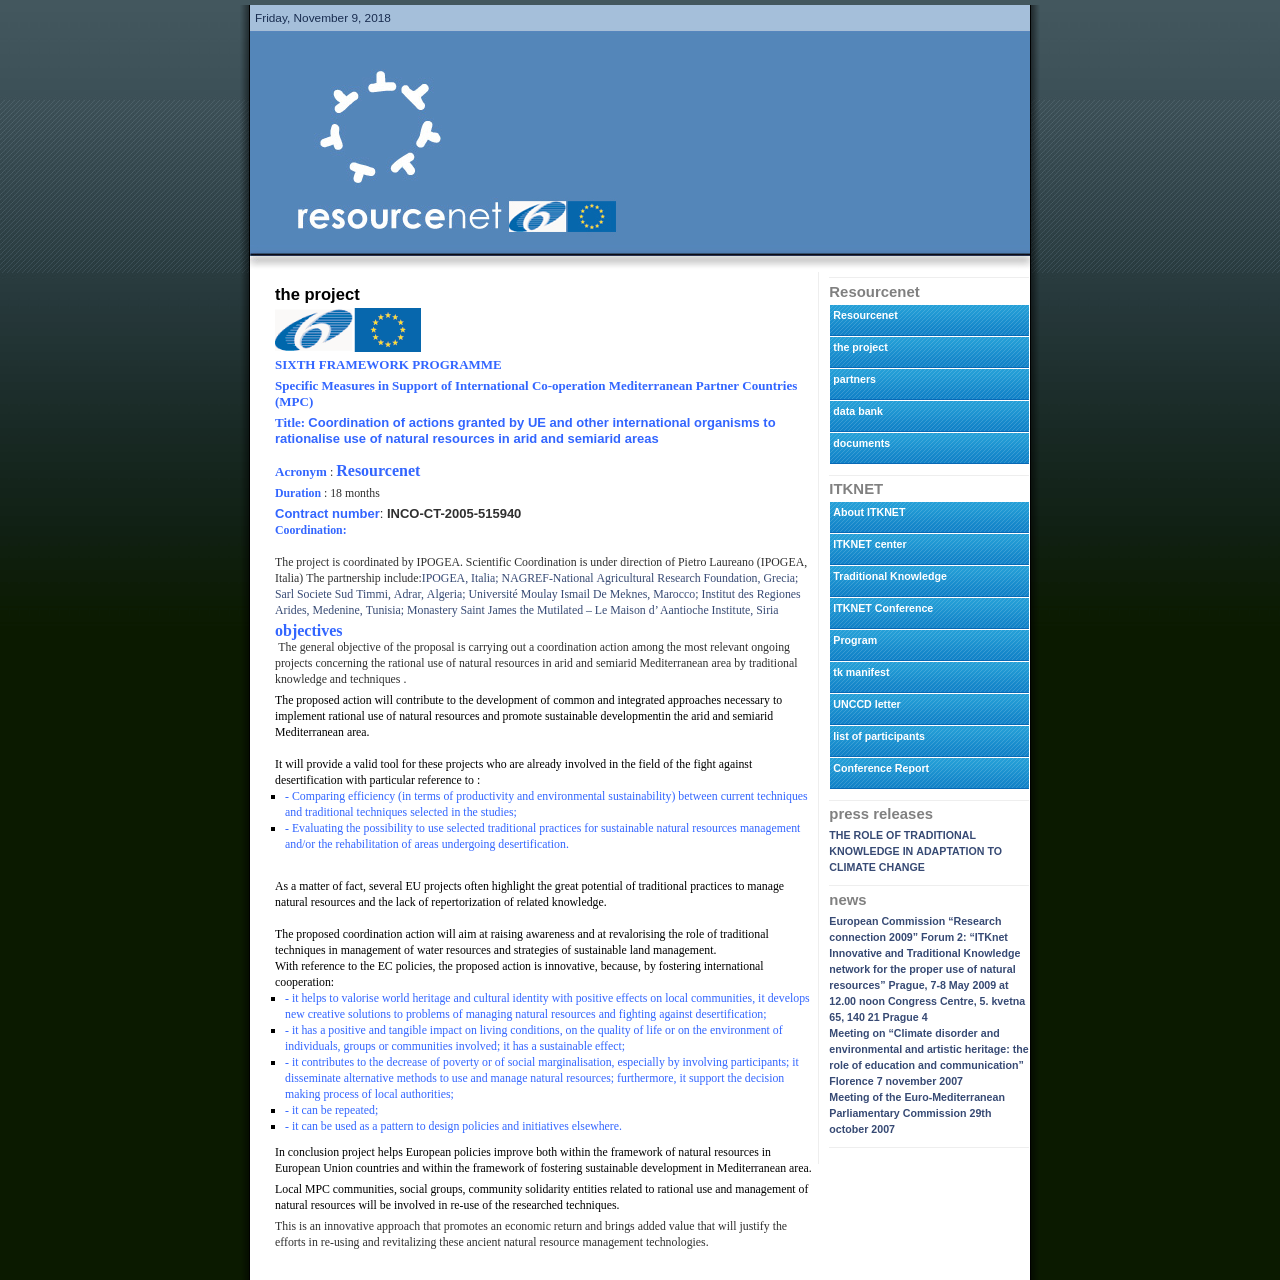 Friday, November 9, 2018
resourcenet
the project
SIXTH FRAMEWORK PROGRAMME
Specific Measures in Support of International Co-operation Mediterranean Partner Countries
(MPC)
Title: Coordination of actions granted by UE and other international organisms to
rationalise use of natural resources in arid and semiarid areas
Acronym : Resourcenet
Duration : 18 months
Contract number: INCO-CT-2005-515940
Coordination:
The project is coordinated by IPOGEA. Scientific Coordination is under direction of Pietro Laureano (IPOGEA,
Italia) The partnership include:IPOGEA, Italia; NAGREF-National Agricultural Research Foundation, Grecia;
Sarl Societe Sud Timmi, Adrar, Algeria; Université Moulay Ismail De Meknes, Marocco; Institut des Regiones
Arides, Medenine, Tunisia; Monastery Saint James the Mutilated – Le Maison d’ Aantioche Institute, Siria
objectives
The general objective of the proposal is carrying out a coordination action among the most relevant ongoing
projects concerning the rational use of natural resources in arid and semiarid Mediterranean area by traditional
knowledge and techniques .
The proposed action will contribute to the development of common and integrated approaches necessary to
implement rational use of natural resources and promote sustainable developmentin the arid and semiarid
Mediterranean area.
It will provide a valid tool for these projects who are already involved in the field of the fight against
desertification with particular reference to :
- Comparing efficiency (in terms of productivity and environmental sustainability) between current techniques
and traditional techniques selected in the studies;
- Evaluating the possibility to use selected traditional practices for sustainable natural resources management
and/or the rehabilitation of areas undergoing desertification.
As a matter of fact, several EU projects often highlight the great potential of traditional practices to manage
natural resources and the lack of repertorization of related knowledge.
The proposed coordination action will aim at raising awareness and at revalorising the role of traditional
techniques in management of water resources and strategies of sustainable land management.
With reference to the EC policies, the proposed action is innovative, because, by fostering international
cooperation:
- it helps to valorise world heritage and cultural identity with positive effects on local communities, it develops
new creative solutions to problems of managing natural resources and fighting against desertification;
- it has a positive and tangible impact on living conditions, on the quality of life or on the environment of
individuals, groups or communities involved; it has a sustainable effect;
- it contributes to the decrease of poverty or of social marginalisation, especially by involving participants; it
disseminate alternative methods to use and manage natural resources; furthermore, it support the decision
making process of local authorities;
- it can be repeated;
- it can be used as a pattern to design policies and initiatives elsewhere.
In conclusion project helps European policies improve both within the framework of natural resources in
European Union countries and within the framework of fostering sustainable development in Mediterranean area.
Local MPC communities, social groups, community solidarity entities related to rational use and management of
natural resources will be involved in re-use of the researched techniques.
This is an innovative approach that promotes an economic return and brings added value that will justify the
efforts in re-using and revitalizing these ancient natural resource management technologies.
Resourcenet
Resourcenet
the project
partners
data bank
documents
ITKNET
About ITKNET
ITKNET center
Traditional Knowledge
ITKNET Conference
Program
tk manifest
UNCCD letter
list of participants
Conference Report
press releases
THE ROLE OF TRADITIONAL
KNOWLEDGE IN ADAPTATION TO
CLIMATE CHANGE
news
European Commission “Research
connection 2009” Forum 2: “ITKnet
Innovative and Traditional Knowledge
network for the proper use of natural
resources” Prague, 7-8 May 2009 at
12.00 noon Congress Centre, 5. kvetna
65, 140 21 Prague 4
Meeting on “Climate disorder and
environmental and artistic heritage: the
role of education and communication”
Florence 7 november 2007
Meeting of the Euro-Mediterranean
Parliamentary Commission 29th
october 2007